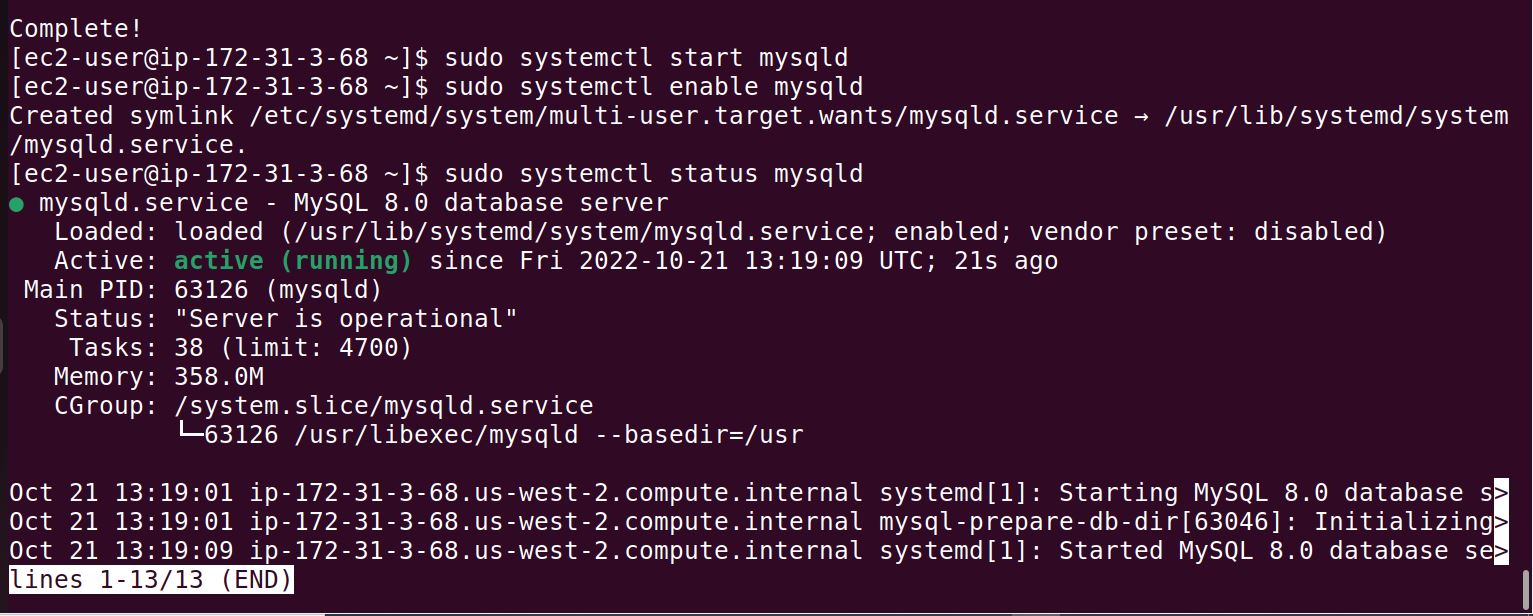 Complete!
[ec2-user@ip-172-31-3-68 ~]$ sudo systemctl start mysqld
[ec2-user@ip-172-31-3-68 ~]$ sudo systemctl enable mysqld
Created symlink /etc/systemd/system/multi-user.target.wants/mysqld.service → /usr/lib/systemd/system
/mysqld.service.
[ec2-user@ip-172-31-3-68 ~]$ sudo systemctl status mysqld
● mysqld.service - MySQL 8.0 database server
   Loaded: loaded (/usr/lib/systemd/system/mysqld.service; enabled; vendor preset: disabled)
   Active: active (running) since Fri 2022-10-21 13:19:09 UTC; 21s ago
 Main PID: 63126 (mysqld)
   Status: "Server is operational"
    Tasks: 38 (limit: 4700)
   Memory: 358.0M
   CGroup: /system.slice/mysqld.service
           └─63126 /usr/libexec/mysqld --basedir=/usr

Oct 21 13:19:01 ip-172-31-3-68.us-west-2.compute.internal systemd[1]: Starting MySQL 8.0 database s>
Oct 21 13:19:01 ip-172-31-3-68.us-west-2.compute.internal mysql-prepare-db-dir[63046]: Initializing>
Oct 21 13:19:09 ip-172-31-3-68.us-west-2.compute.internal systemd[1]: Started MySQL 8.0 database se>
lines 1-13/13 (END)